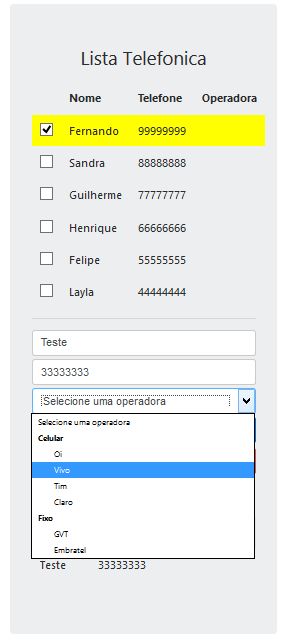 Lista Telefonica
Nome Telefone Operadora
Fernando 99999999
Sandra 88888888
Guilherme 77777777
Henrique 66666666
Felipe 55555555
Layla 44444444
Teste
33333333
Selecione uma operadora
Selecione uma operadora
Celular
Oi
Vivo
Tim
Claro
Fixo
GVT
Embratel
Teste 33333333